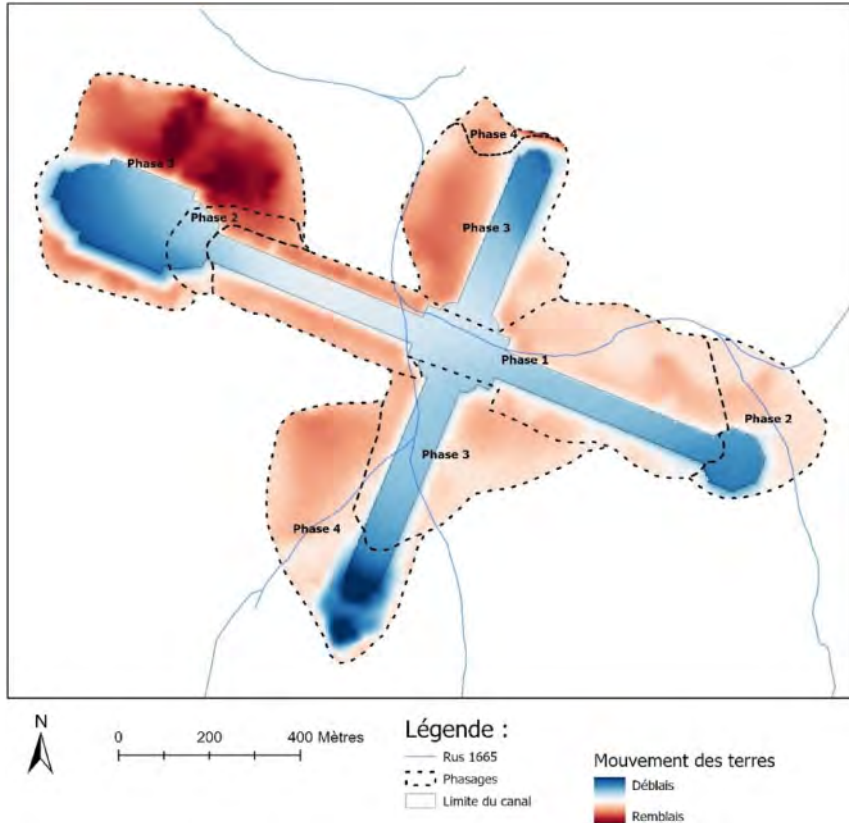 Phase 4
Phase 3
Phase 2
Phase 3
Phase 1
Phase 2
Phase 3
Phase 4
N
0 200 400 Mètres
Légende :
Rus 1665
Phasages
Limite du canal
Mouvement des terres
Déblais
Remblais